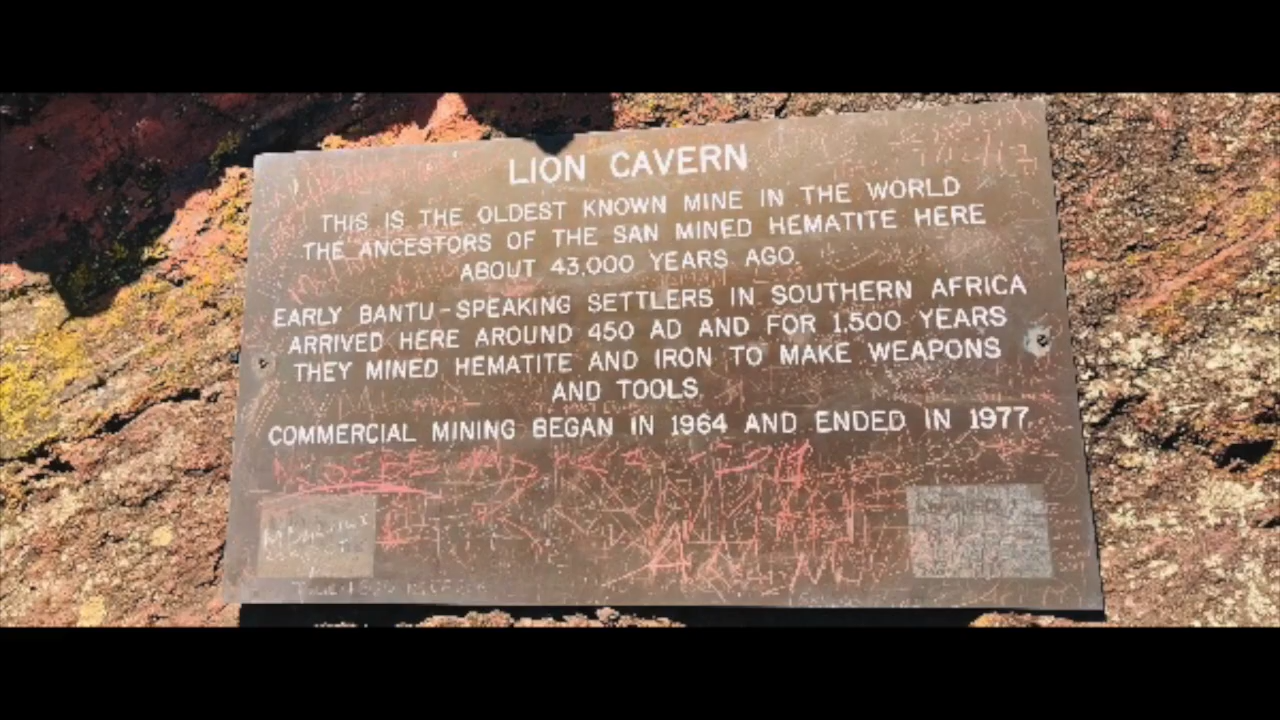 LION CAVERN
THIS IS THE OLDEST KNOWN MINE IN THE WORLD
THE ANCESTORS OF THE SAN MINED HEMATITE HERE
ABOUT 43,000 YEARS AGO.
EARLY BANTU-SPEAKING SETTLERS IN SOUTHERN AFRICA
ARRIVED HERE AROUND 450 AD AND FOR 1,500 YEARS
THEY MINED HEMATITE AND IRON TO MAKE WEAPONS
AND TOOLS.
COMMERCIAL MINING BEGAN IN 1964 AND ENDED IN 1977.